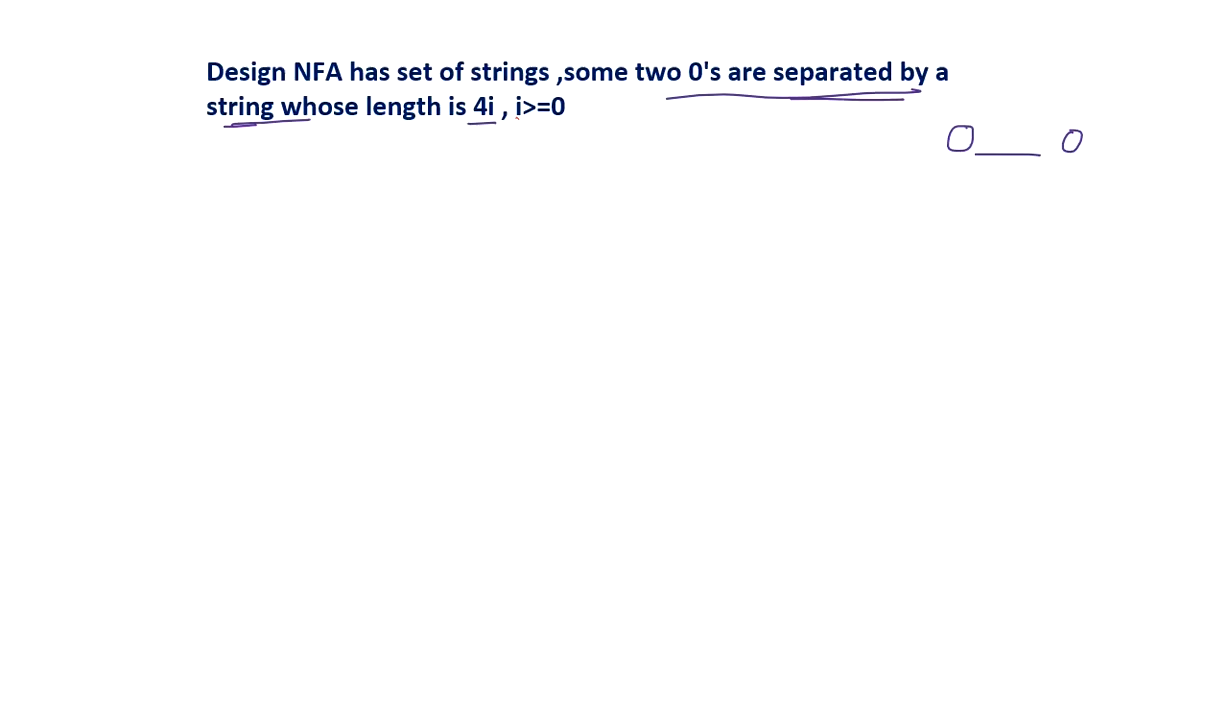 Design NFA has set of strings ,some two 0's are separated by a
string whose length is 4i , i>=0
0 0